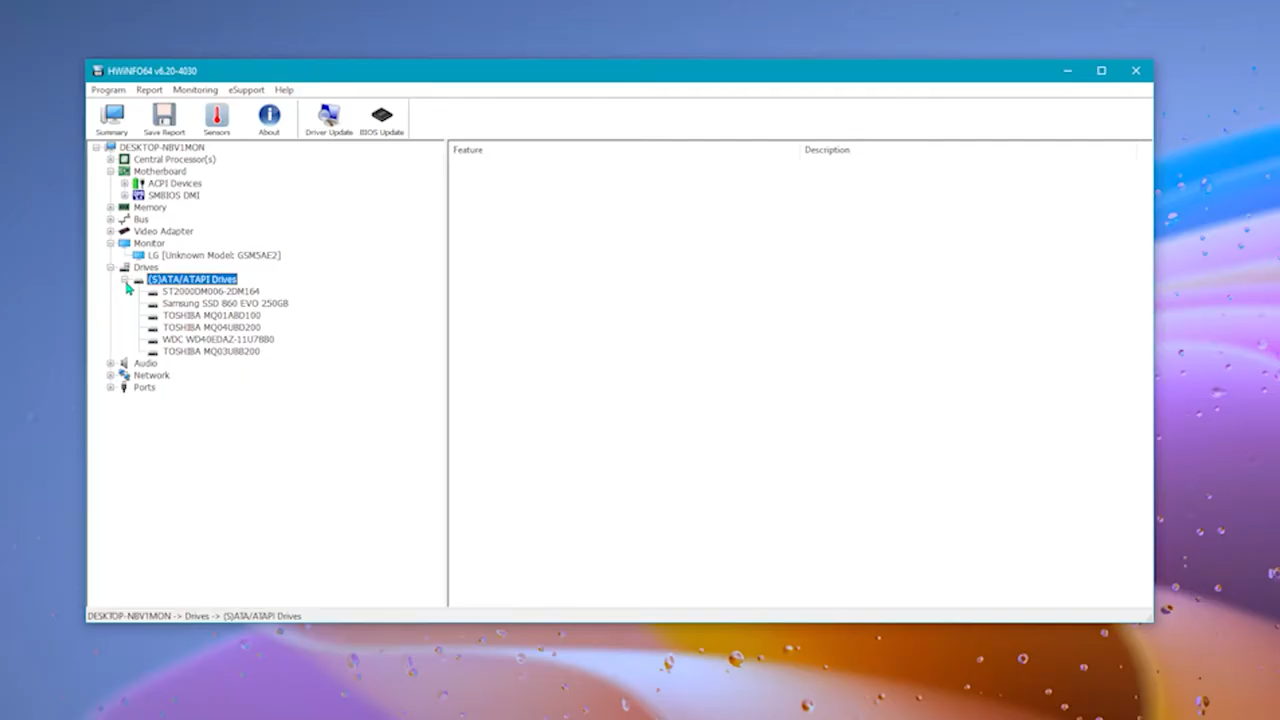 HWiNFO64 v6.20-4030
Program Report Monitoring eSupport Help
Summary Save Report Sensors About Driver Update BIOS Update
DESKTOP-NBV1MON
Central Processor(s)
Motherboard
ACPI Devices
SMBIOS DMI
Memory
Bus
Video Adapter
Monitor
LG [Unknown Model: GSM5AE2]
Drives
(S)ATA/ATAPI Drives
ST2000DM006-2DM164
Samsung SSD 860 EVO 250GB
TOSHIBA MQ01ABD100
TOSHIBA MQ04UBD200
WDC WD40EDAZ-11U78B0
TOSHIBA MQ03UBB200
Audio
Network
Ports
Feature Description
DESKTOP-NBV1MON -> Drives -> (S)ATA/ATAPI Drives